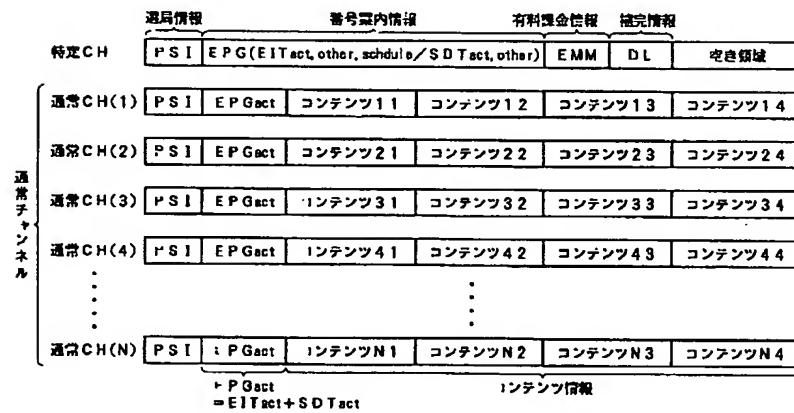 選局情報 番号案内情報 有料課金情報 補完情報
特定CH PSI EPG(EITact, other, schdule/SDTact, other) EMM DL 空き領域
通常チャンネル
通常CH(1) PSI EPGact コンテンツ11 コンテンツ12 コンテンツ13 コンテンツ14
通常CH(2) PSI EPGact コンテンツ21 コンテンツ22 コンテンツ23 コンテンツ24
通常CH(3) PSI EPGact コンテンツ31 コンテンツ32 コンテンツ33 コンテンツ34
通常CH(4) PSI EPGact コンテンツ41 コンテンツ42 コンテンツ43 コンテンツ44
通常CH(N) PSI EPGact コンテンツN1 コンテンツN2 コンテンツN3 コンテンツN4
EPGact
=EITact+SDTact
コンテンツ情報